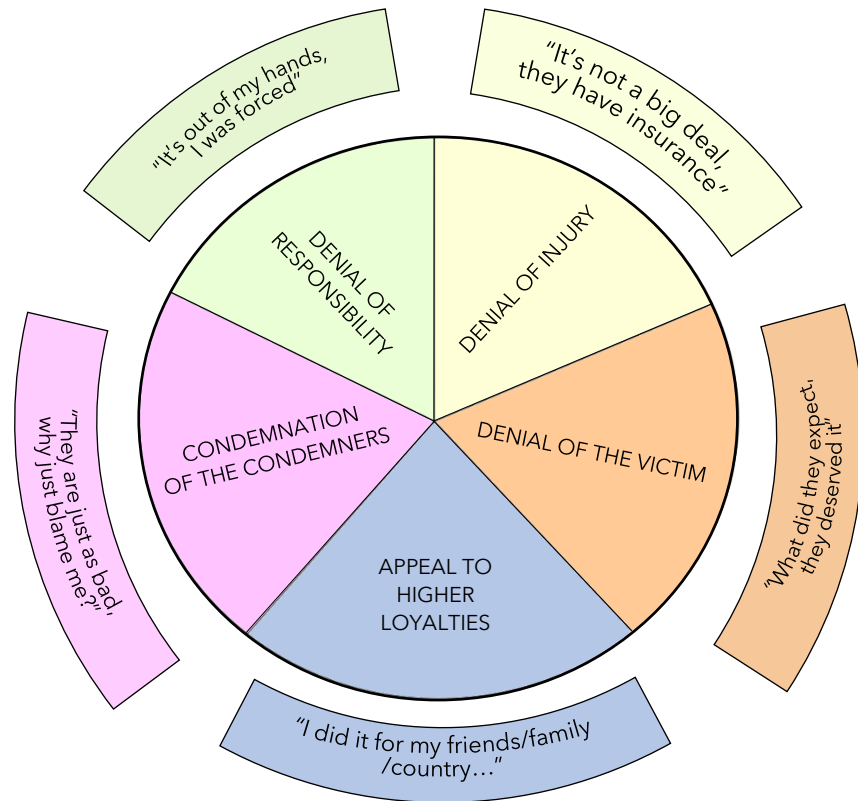 “It’s out of my hands,
I was forced”
“It’s not a big deal,
they have insurance”
DENIAL OF
RESPONSIBILITY
DENIAL OF INJURY
CONDEMNATION
OF THE CONDEMNERS
DENIAL OF THE VICTIM
“They are just as bad,
why just blame me?”
“What did they expect,
they deserved it”
APPEAL TO
HIGHER
LOYALTIES
“I did it for my friends/family
/country…”